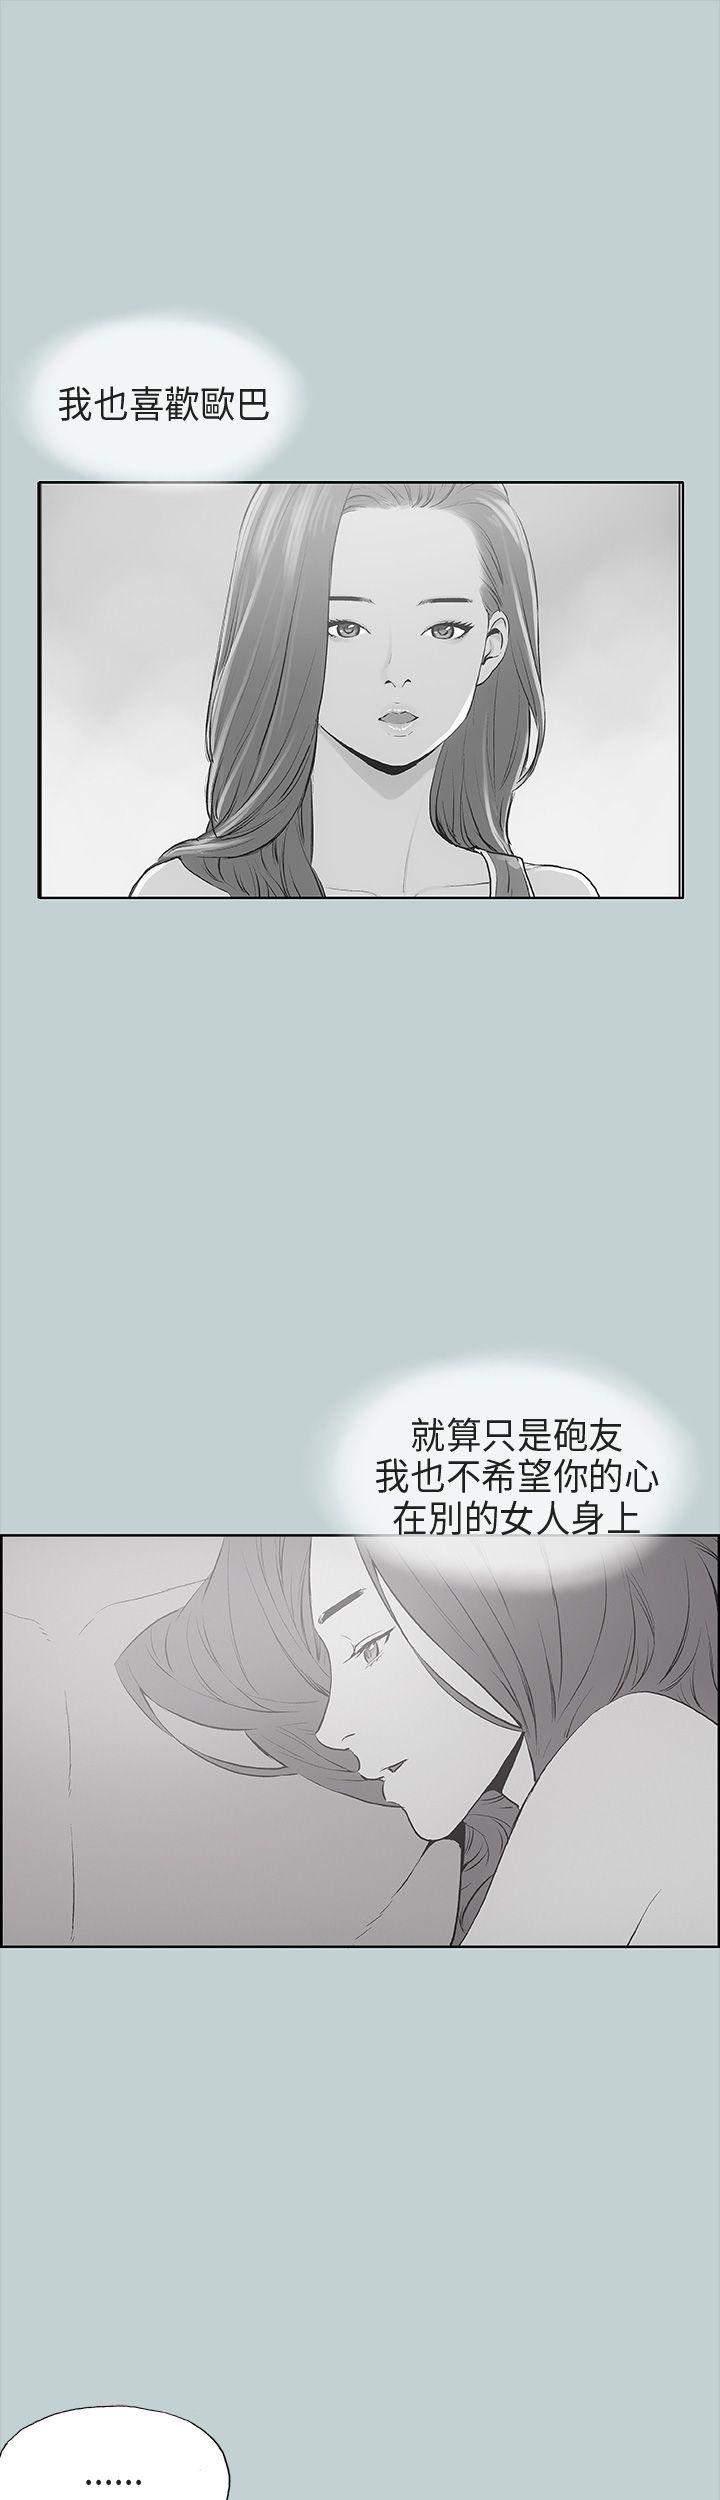 我也喜歡歐巴
就算只是砲友
我也不希望你的心
在別的女人身上
……